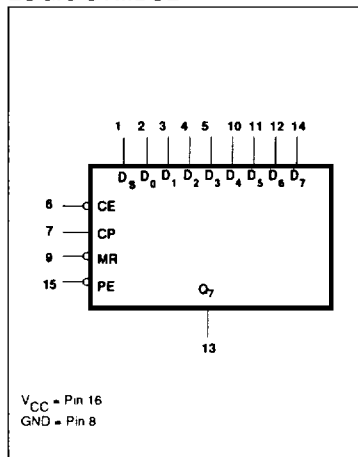 1 2 3 4 5 10 11 12 14
Ds D0 D1 D2 D3 D4 D5 D6 D7
6 CE
7 CP
9 MR
15 PE
Q7
13
VCC = Pin 16
GND = Pin 8